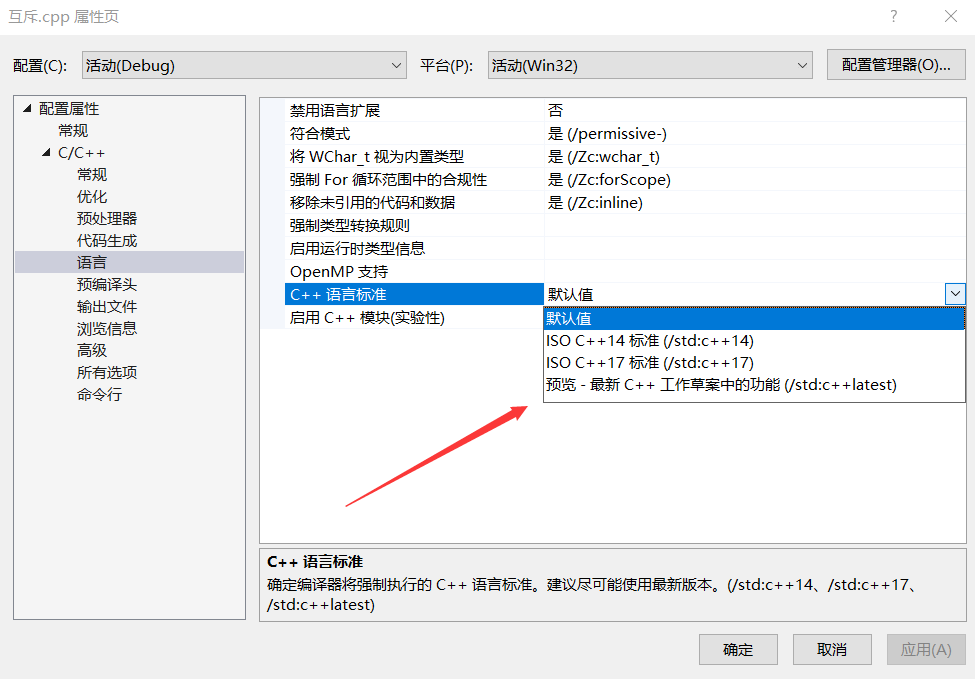 互斥.cpp 属性页
?
配置(C): 活动(Debug) 平台(P): 活动(Win32) 配置管理器(O)...
配置属性
常规
C/C++
常规
优化
预处理器
代码生成
语言
预编译头
输出文件
浏览信息
高级
所有选项
命令行
禁用语言扩展 否
符合模式 是 (/permissive-)
将 WChar_t 视为内置类型 是 (/Zc:wchar_t)
强制 For 循环范围中的合规性 是 (/Zc:forScope)
移除未引用的代码和数据 是 (/Zc:inline)
强制类型转换规则
启用运行时类型信息
OpenMP 支持
C++ 语言标准 默认值
启用 C++ 模块(实验性)
默认值
ISO C++14 标准 (/std:c++14)
ISO C++17 标准 (/std:c++17)
预览 - 最新 C++ 工作草案中的功能 (/std:c++latest)
C++ 语言标准
确定编译器将强制执行的 C++ 语言标准。建议尽可能使用最新版本。(/std:c++14、/std:c++17、
/std:c++latest)
确定 取消 应用(A)